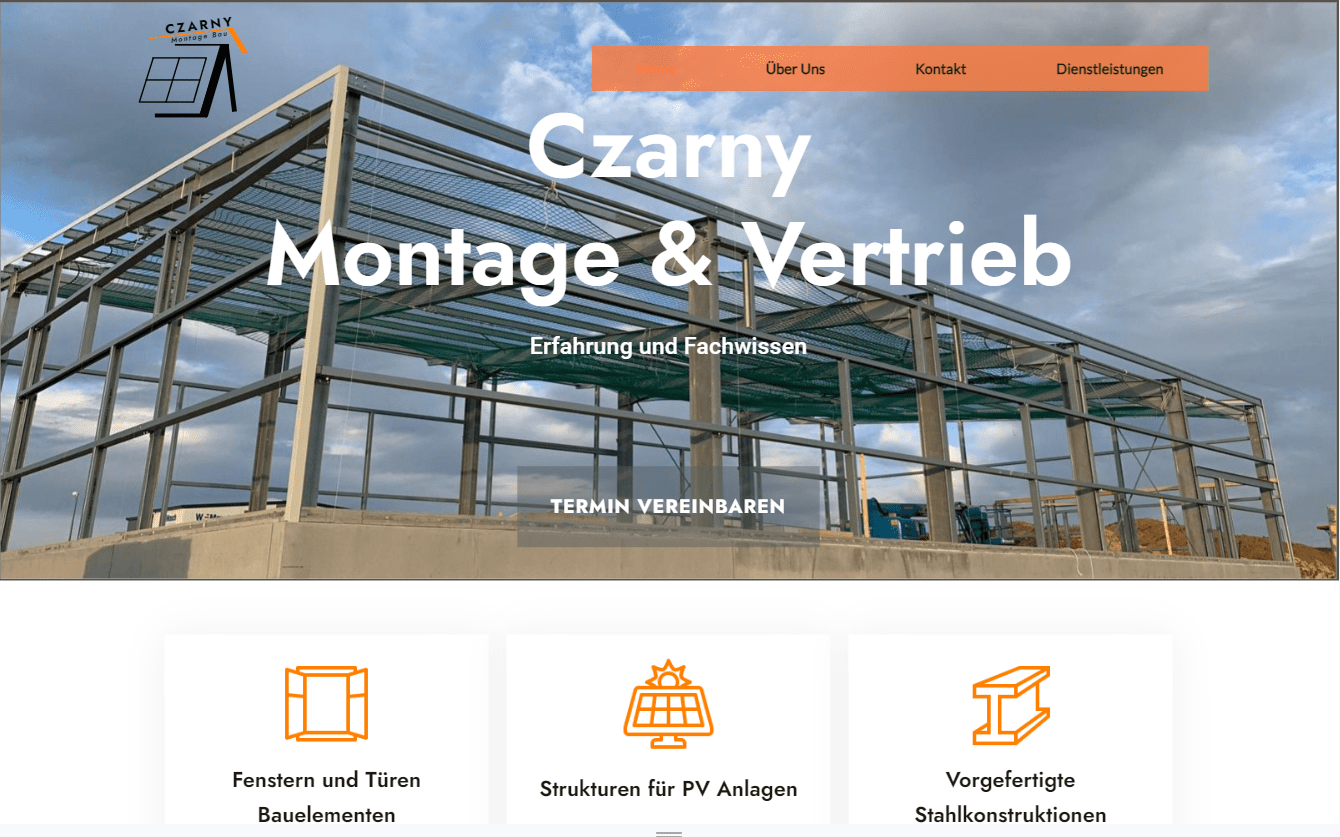 CZARNY
Montage Bau
Über Uns
Kontakt
Dienstleistungen
Czarny
Montage & Vertrieb
Erfahrung und Fachwissen
TERMIN VEREINBAREN
Fenstern und Türen
Bauelementen
Strukturen für PV Anlagen
Vorgefertigte
Stahlkonstruktionen